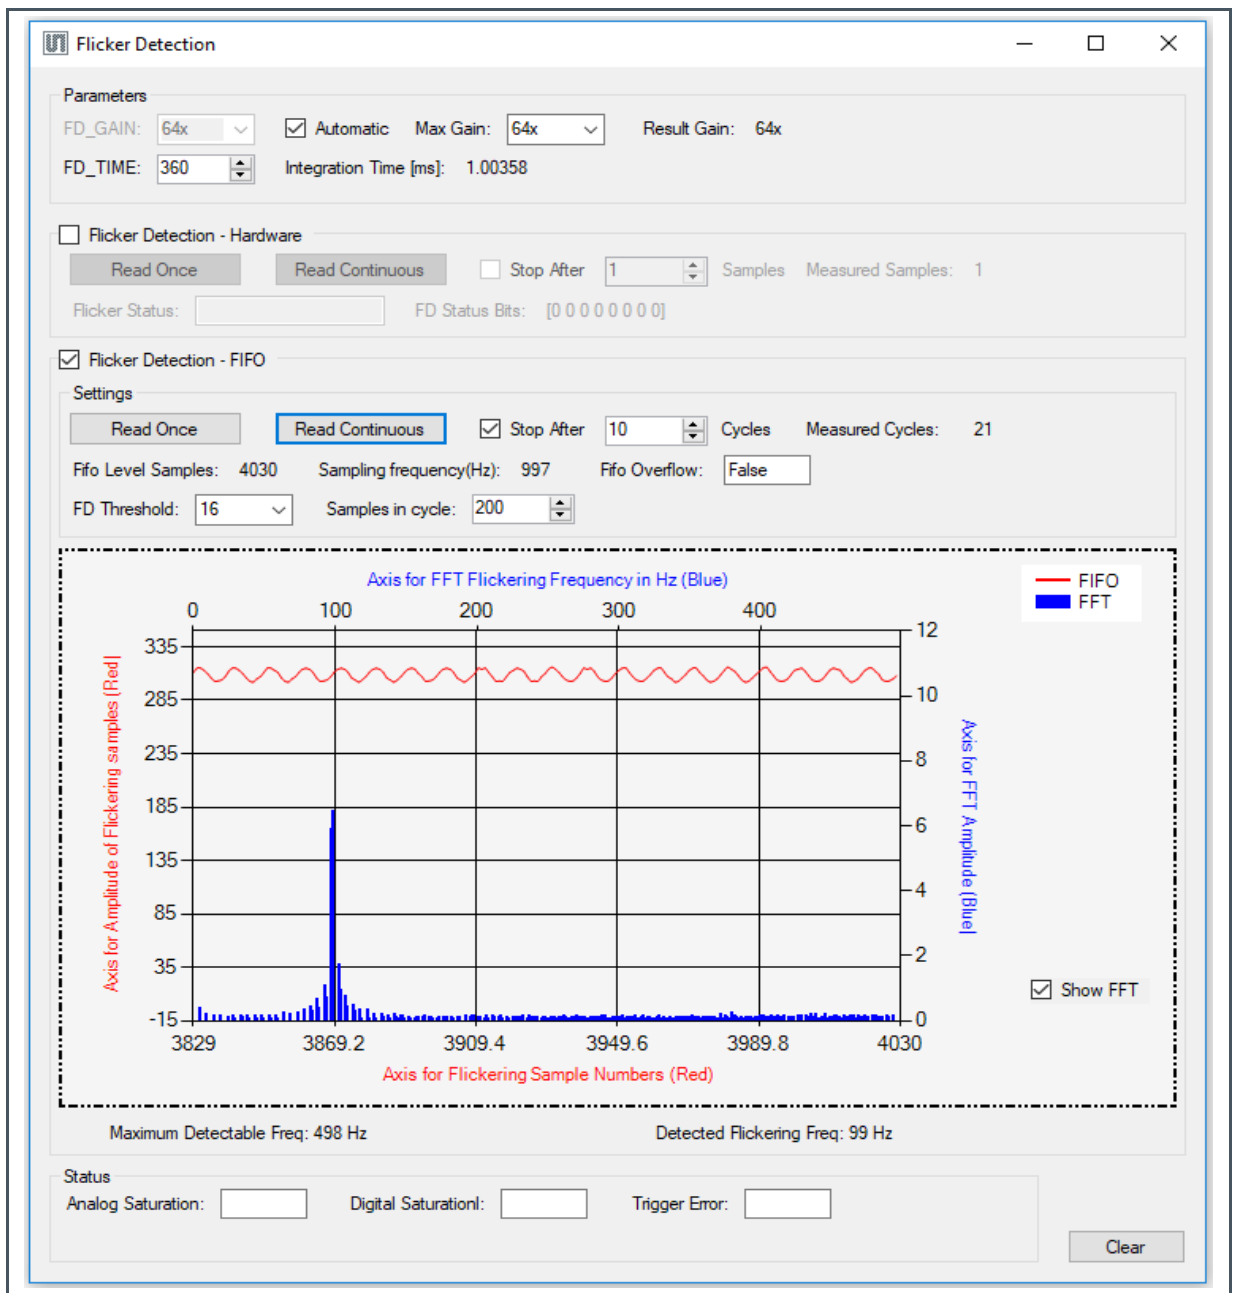 Flicker Detection
Parameters
FD_GAIN: 64x Automatic Max Gain: 64x Result Gain: 64x
FD_TIME: 360 Integration Time [ms]: 1.00358
Flicker Detection - Hardware
Read Once Read Continuous Stop After 1 Samples Measured Samples: 1
Flicker Status: FD Status Bits: [0 0 0 0 0 0 0 0]
Flicker Detection - FIFO
Settings
Read Once Read Continuous Stop After 10 Cycles Measured Cycles: 21
Fifo Level Samples: 4030 Sampling frequency(Hz): 997 Fifo Overflow: False
FD Threshold: 16 Samples in cycle: 200
Axis for FFT Flickering Frequency in Hz (Blue)
FIFO
FFT
0 100 200 300 400
335 285 235 185 135 85 35 -15
Axis for Amplitude of Flickering samples (Red)
12 10 8 6 4 2 0
Axis for FFT Amplitude (Blue)
Show FFT
3829 3869.2 3909.4 3949.6 3989.8 4030
Axis for Flickering Sample Numbers (Red)
Maximum Detectable Freq: 498 Hz Detected Flickering Freq: 99 Hz
Status
Analog Saturation: Digital Saturationl: Trigger Error:
Clear